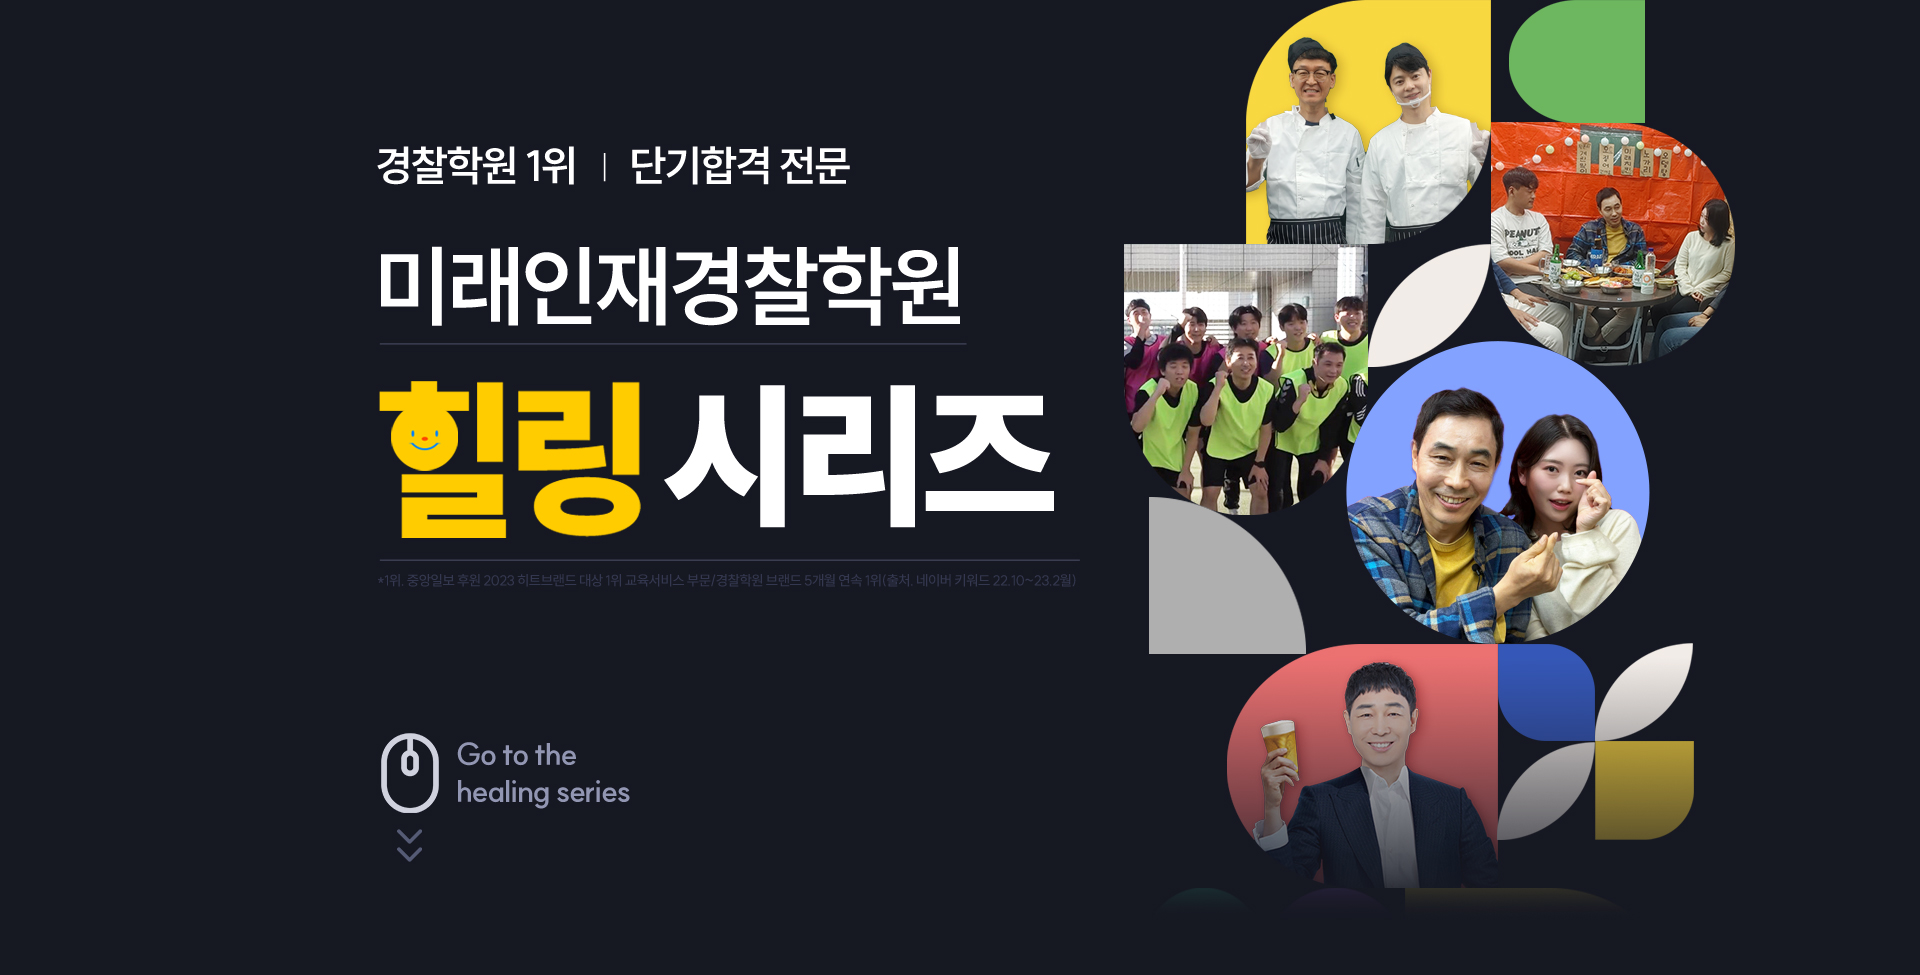 경찰학원 1위 | 단기합격 전문
미래인재경찰학원
힐링 시리즈
*1위. 중앙일보 후원 2023 히트브랜드 대상 1위 교육서비스 부문/경찰학원 브랜드 5개월 연속 1위(출처. 네이버 키워드 22.10~23.2월)
Go to the
healing series
PEANUT